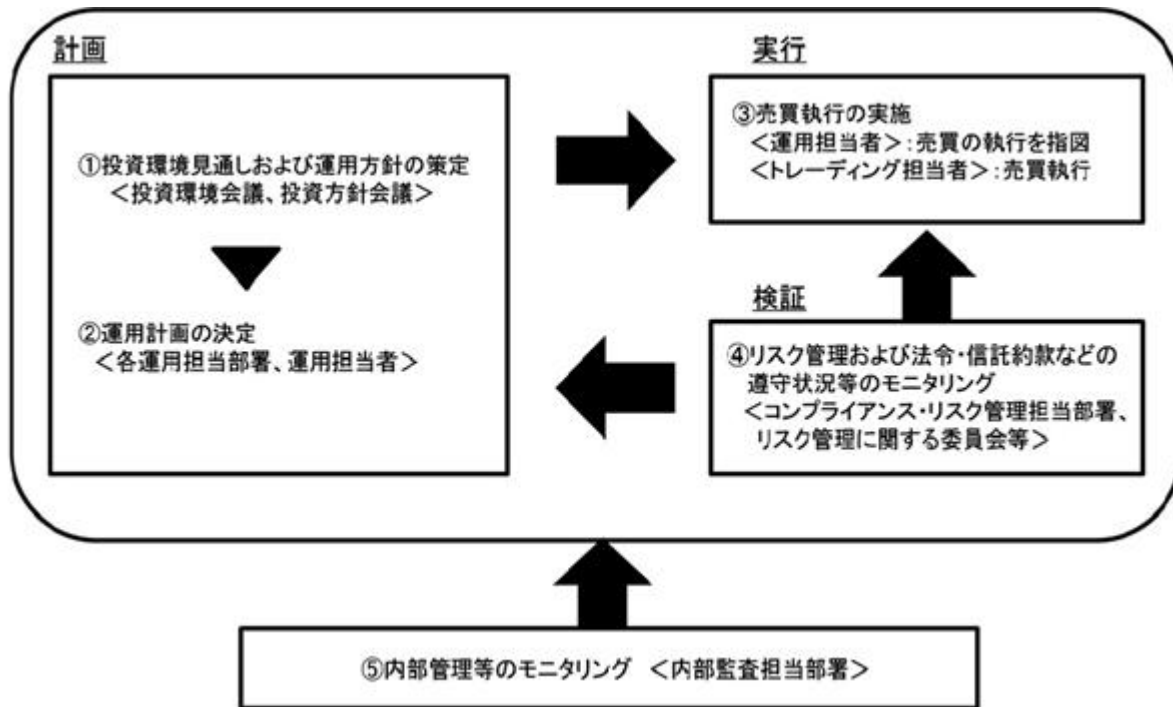 計画
①投資環境見通しおよび運用方針の策定
＜投資環境会議、投資方針会議＞
②運用計画の決定
＜各運用担当部署、運用担当者＞
実行
③売買執行の実施
＜運用担当者＞:売買の執行を指図
＜トレーディング担当者＞:売買執行
検証
④リスク管理および法令・信託約款などの
遵守状況等のモニタリング
＜コンプライアンス・リスク管理担当部署、
リスク管理に関する委員会等＞
⑤内部管理等のモニタリング ＜内部監査担当部署＞